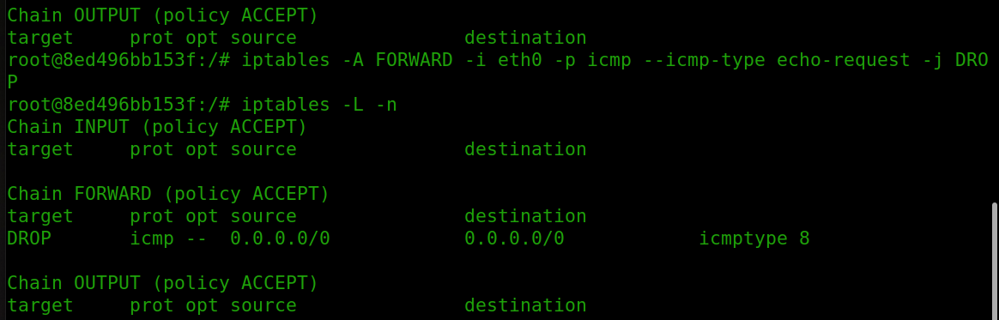 Chain OUTPUT (policy ACCEPT)
target     prot opt source               destination
root@8ed496bb153f:/# iptables -A FORWARD -i eth0 -p icmp --icmp-type echo-request -j DRO
P
root@8ed496bb153f:/# iptables -L -n
Chain INPUT (policy ACCEPT)
target     prot opt source               destination

Chain FORWARD (policy ACCEPT)
target     prot opt source               destination
DROP       icmp --  0.0.0.0/0            0.0.0.0/0            icmptype 8

Chain OUTPUT (policy ACCEPT)
target     prot opt source               destination